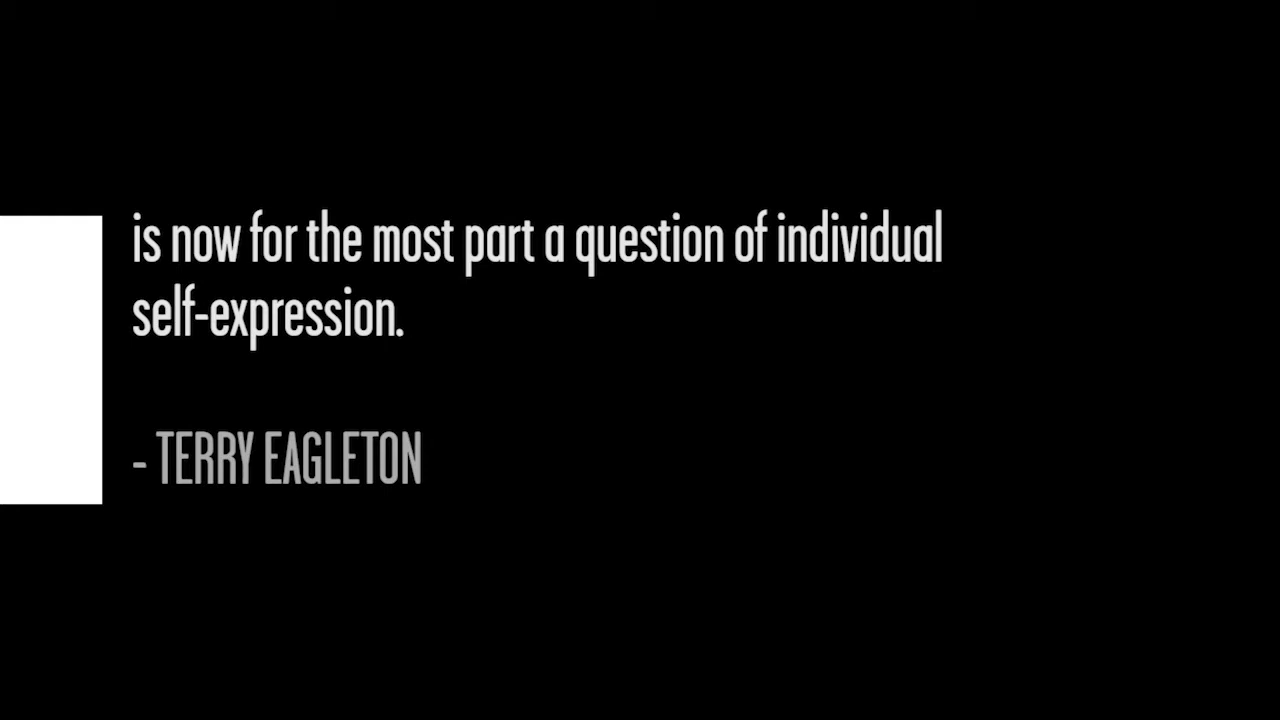 is now for the most part a question of individual
self-expression.
- TERRY EAGLETON